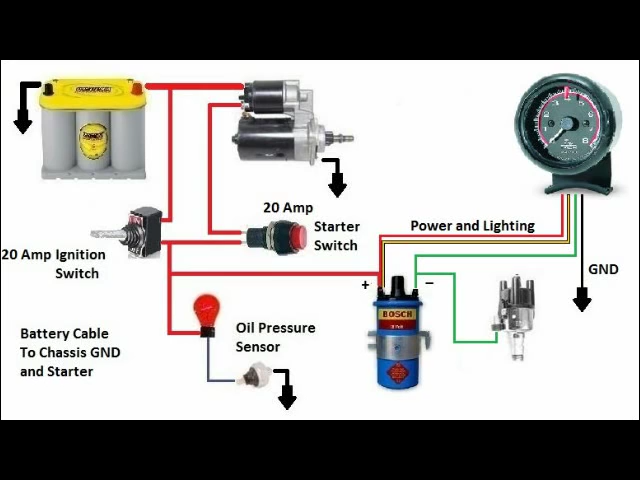 20 Amp
Starter
Switch
Power and Lighting
20 Amp Ignition
Switch
+
−
GND
BOSCH
Oil Pressure
Sensor
Battery Cable
To Chassis GND
and Starter